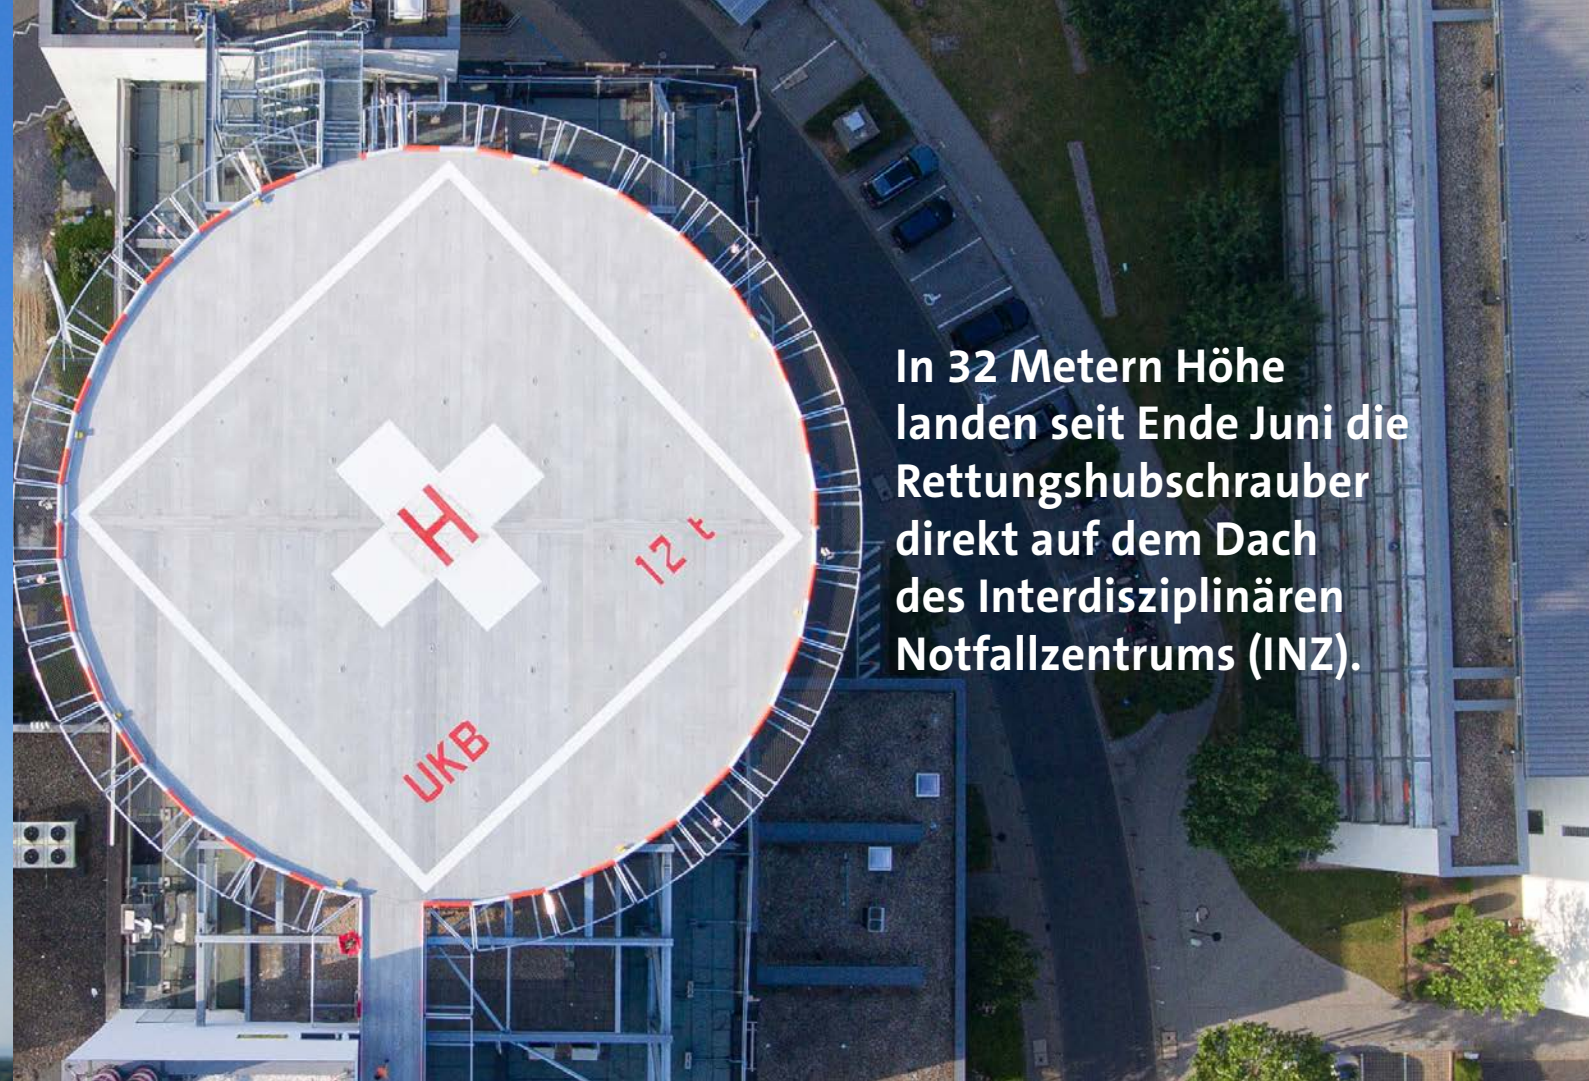 In 32 Metern Höhe
landen seit Ende Juni die
Rettungshubschrauber
direkt auf dem Dach
des Interdisziplinären
Notfallzentrums (INZ).
H
12 t
UKB